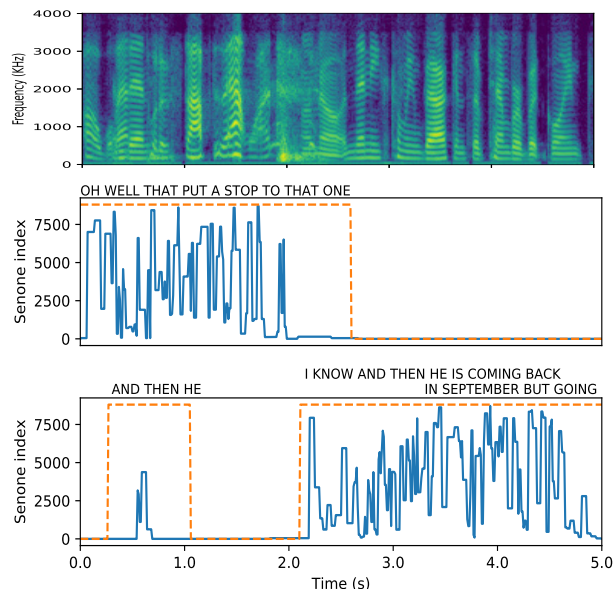 4000
3000
2000
1000
0
Frequency (KHz)
OH WELL THAT PUT A STOP TO THAT ONE
7500
5000
2500
0
Senone index
I KNOW AND THEN HE IS COMING BACK
AND THEN HE
IN SEPTEMBER BUT GOING
7500
5000
2500
0
Senone index
0.0 1.0 2.0 3.0 4.0 5.0
Time (s)